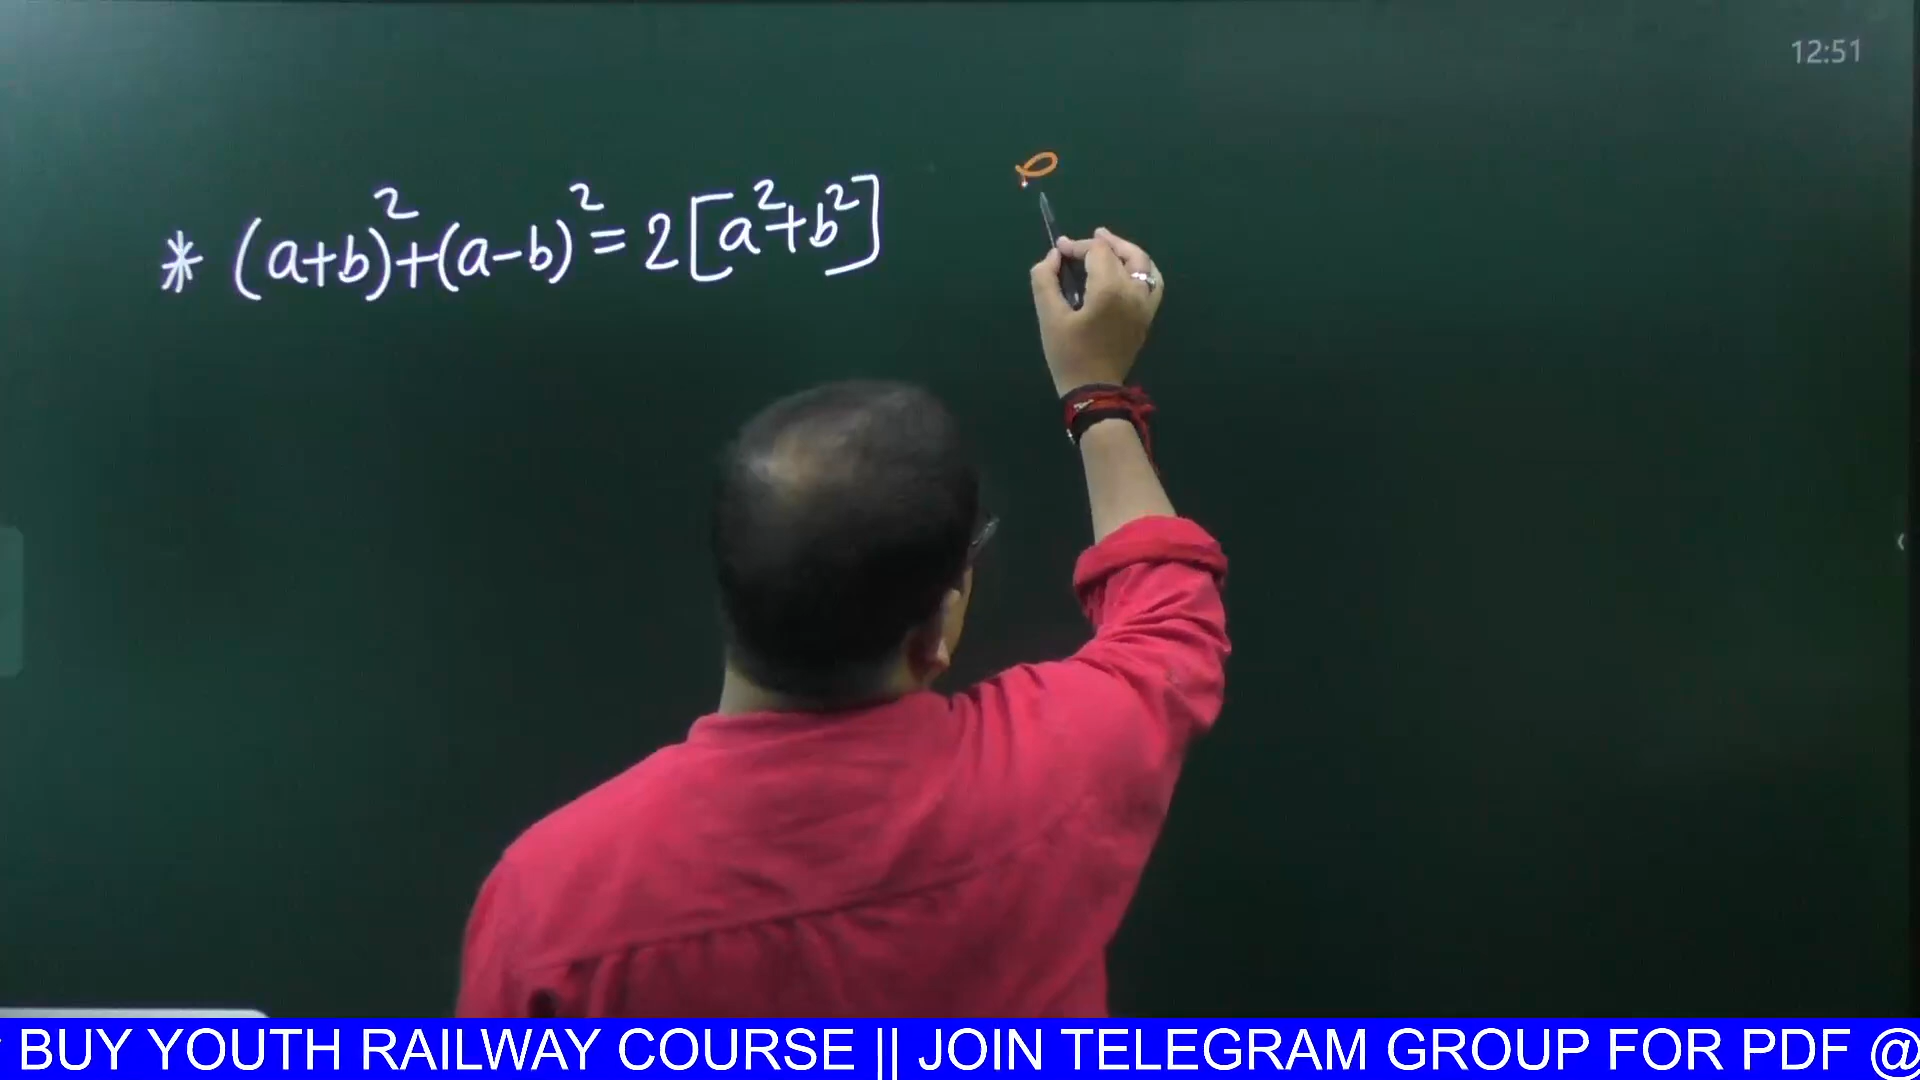 12:51
* (a+b)²+(a-b)²=2[a²+b²]
BUY YOUTH RAILWAY COURSE || JOIN TELEGRAM GROUP FOR PDF @